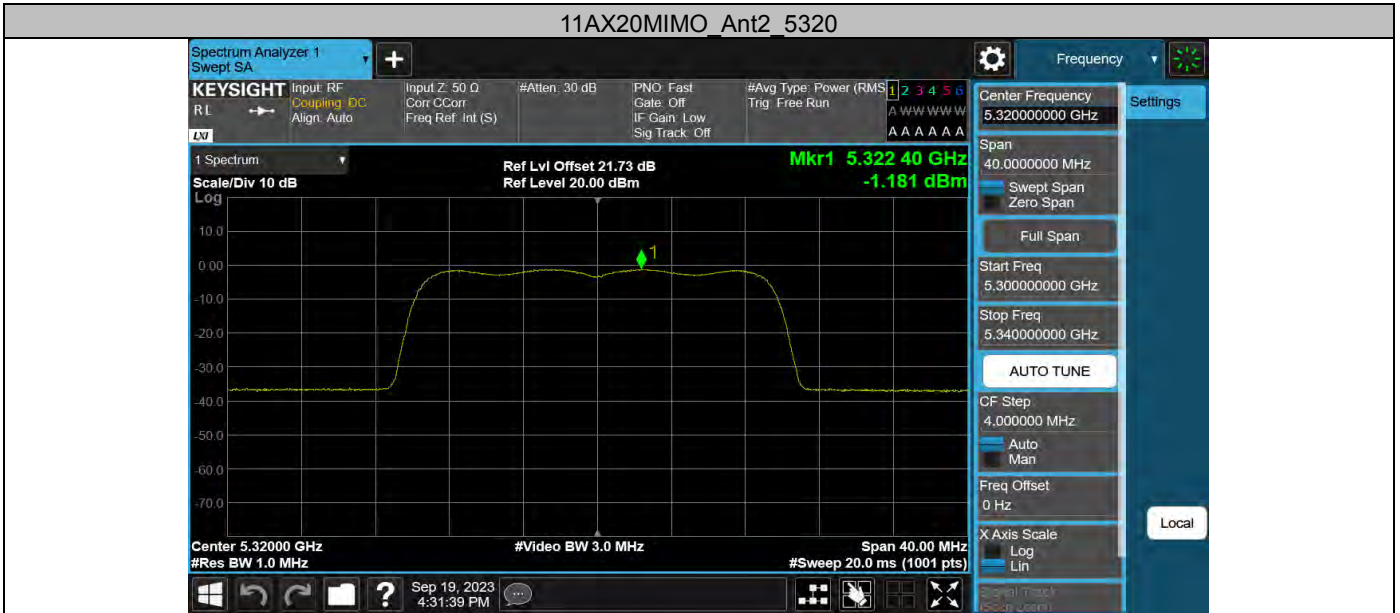 11AX20MIMO_Ant2_5320
Spectrum Analyzer 1
Swept SA
+
Frequency
KEYSIGHT
RL
LXI
Input: RF
Coupling: DC
Align: Auto
Input Z: 50 Ω
Corr CCorr
Freq Ref: Int (S)
#Atten: 30 dB
PNO: Fast
Gate: Off
IF Gain: Low
Sig Track: Off
#Avg Type: Power (RMS
Trig: Free Run
1 2 3 4 5 6
A W W W W W
A A A A A A
1 Spectrum
Scale/Div 10 dB
Log
Ref Lvl Offset 21.73 dB
Ref Level 20.00 dBm
Mkr1 5.322 40 GHz
-1.181 dBm
10.0
0.00
-10.0
-20.0
-30.0
-40.0
-50.0
-60.0
-70.0
1
Center 5.32000 GHz
#Res BW 1.0 MHz
#Video BW 3.0 MHz
Span 40.00 MHz
#Sweep 20.0 ms (1001 pts)
?
Sep 19, 2023
4:31:39 PM
Center Frequency
5.320000000 GHz
Settings
Span
40.0000000 MHz
Swept Span
Zero Span
Full Span
Start Freq
5.300000000 GHz
Stop Freq
5.340000000 GHz
AUTO TUNE
CF Step
4.000000 MHz
Auto
Man
Freq Offset
0 Hz
X Axis Scale
Log
Lin
Local
Signal Track
(Span Zoom)